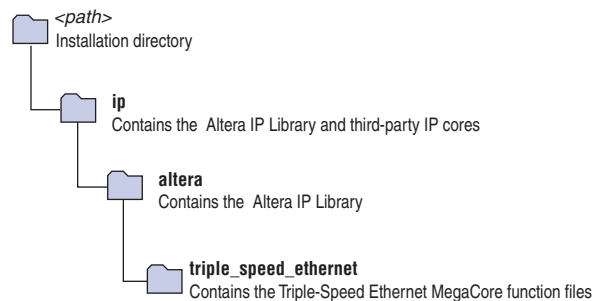 <path>
Installation directory
ip
Contains the Altera IP Library and third-party IP cores
altera
Contains the Altera IP Library
triple_speed_ethernet
Contains the Triple-Speed Ethernet MegaCore function files